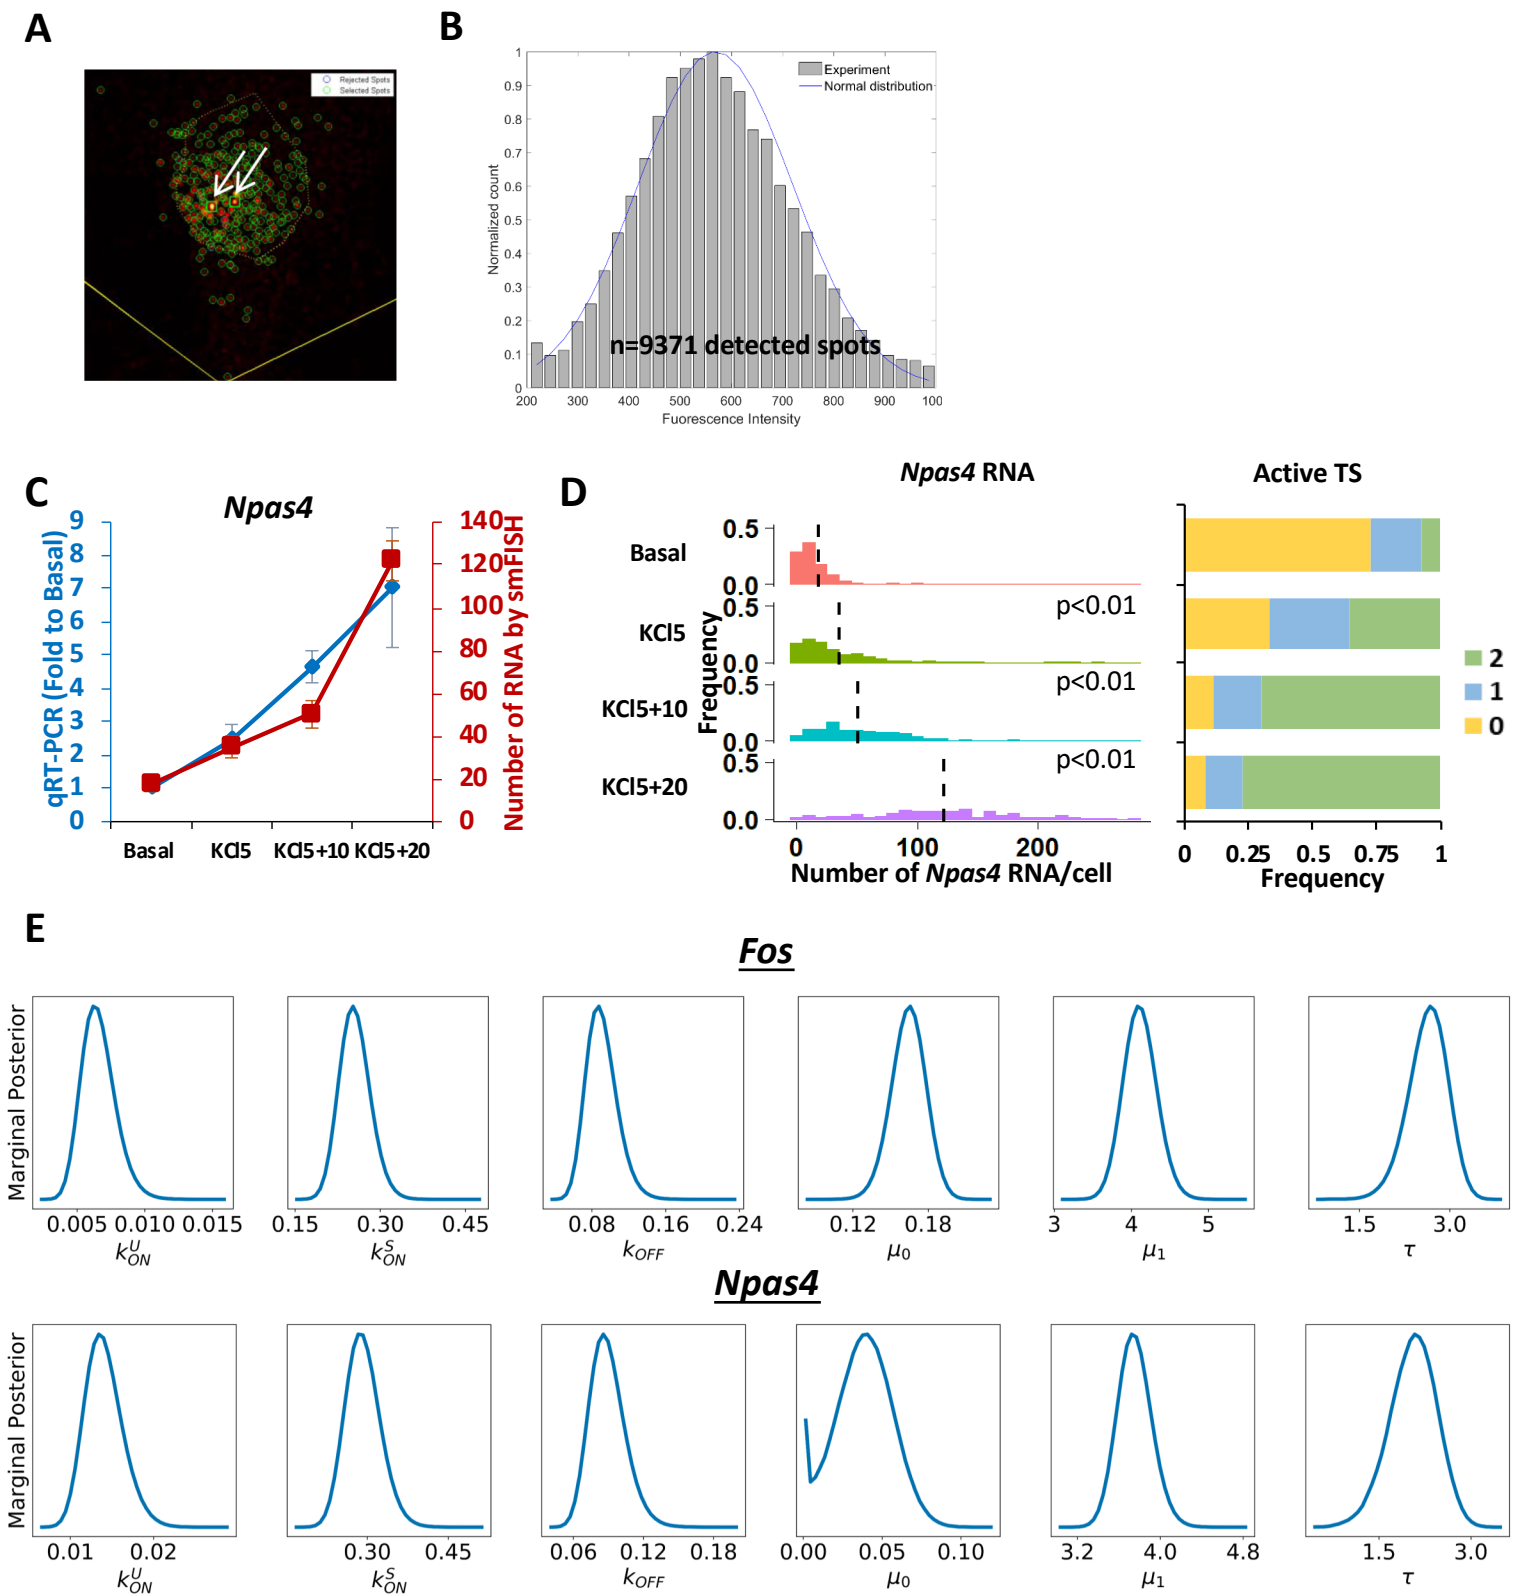 A
Rejected Spots
Selected Spots
B
Experiment
Normal distribution
Normalized count
1
0.9
0.8
0.7
0.6
0.5
0.4
0.3
0.2
0.1
0
n=9371 detected spots
200 300 400 500 600 700 800 900 100
Fuorescence Intensity
C
Npas4
qRT-PCR (Fold to Basal)
9
8
7
6
5
4
3
2
1
0
140
120
100
80
60
40
20
0
Number of RNA by smFISH
Basal KCl5 KCl5+10 KCl5+20
D
Npas4 RNA
Active TS
Frequency
Basal
0.5
0.0
p<0.01
KCl5
0.5
0.0
p<0.01
KCl5+10
0.5
0.0
p<0.01
KCl5+20
0.5
0.0
0 100 200
Number of Npas4 RNA/cell
2
1
0
0 0.25 0.5 0.75 1
Frequency
E
Fos
Marginal Posterior
0.005 0.010 0.015
k_ON^U
0.15 0.30 0.45
k_ON^S
0.08 0.16 0.24
k_OFF
0.12 0.18
μ₀
3 4 5
μ₁
1.5 3.0
τ
Npas4
Marginal Posterior
0.01 0.02
k_ON^U
0.30 0.45
k_ON^S
0.06 0.12 0.18
k_OFF
0.00 0.05 0.10
μ₀
3.2 4.0 4.8
μ₁
1.5 3.0
τ